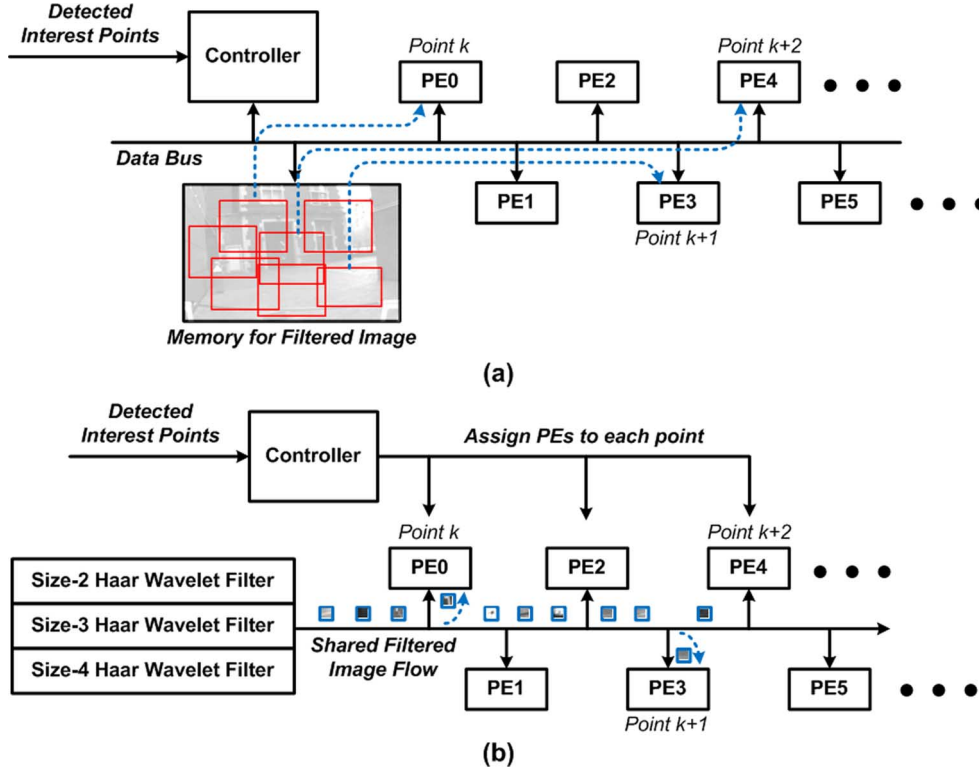 Detected
Interest Points
Controller
Point k
PE0
PE2
Point k+2
PE4
Data Bus
PE1
PE3
Point k+1
PE5
Memory for Filtered Image
(a)
Detected
Interest Points
Controller
Assign PEs to each point
Point k
PE0
PE2
Point k+2
PE4
Size-2 Haar Wavelet Filter
Size-3 Haar Wavelet Filter
Size-4 Haar Wavelet Filter
Shared Filtered
Image Flow
PE1
PE3
Point k+1
PE5
(b)